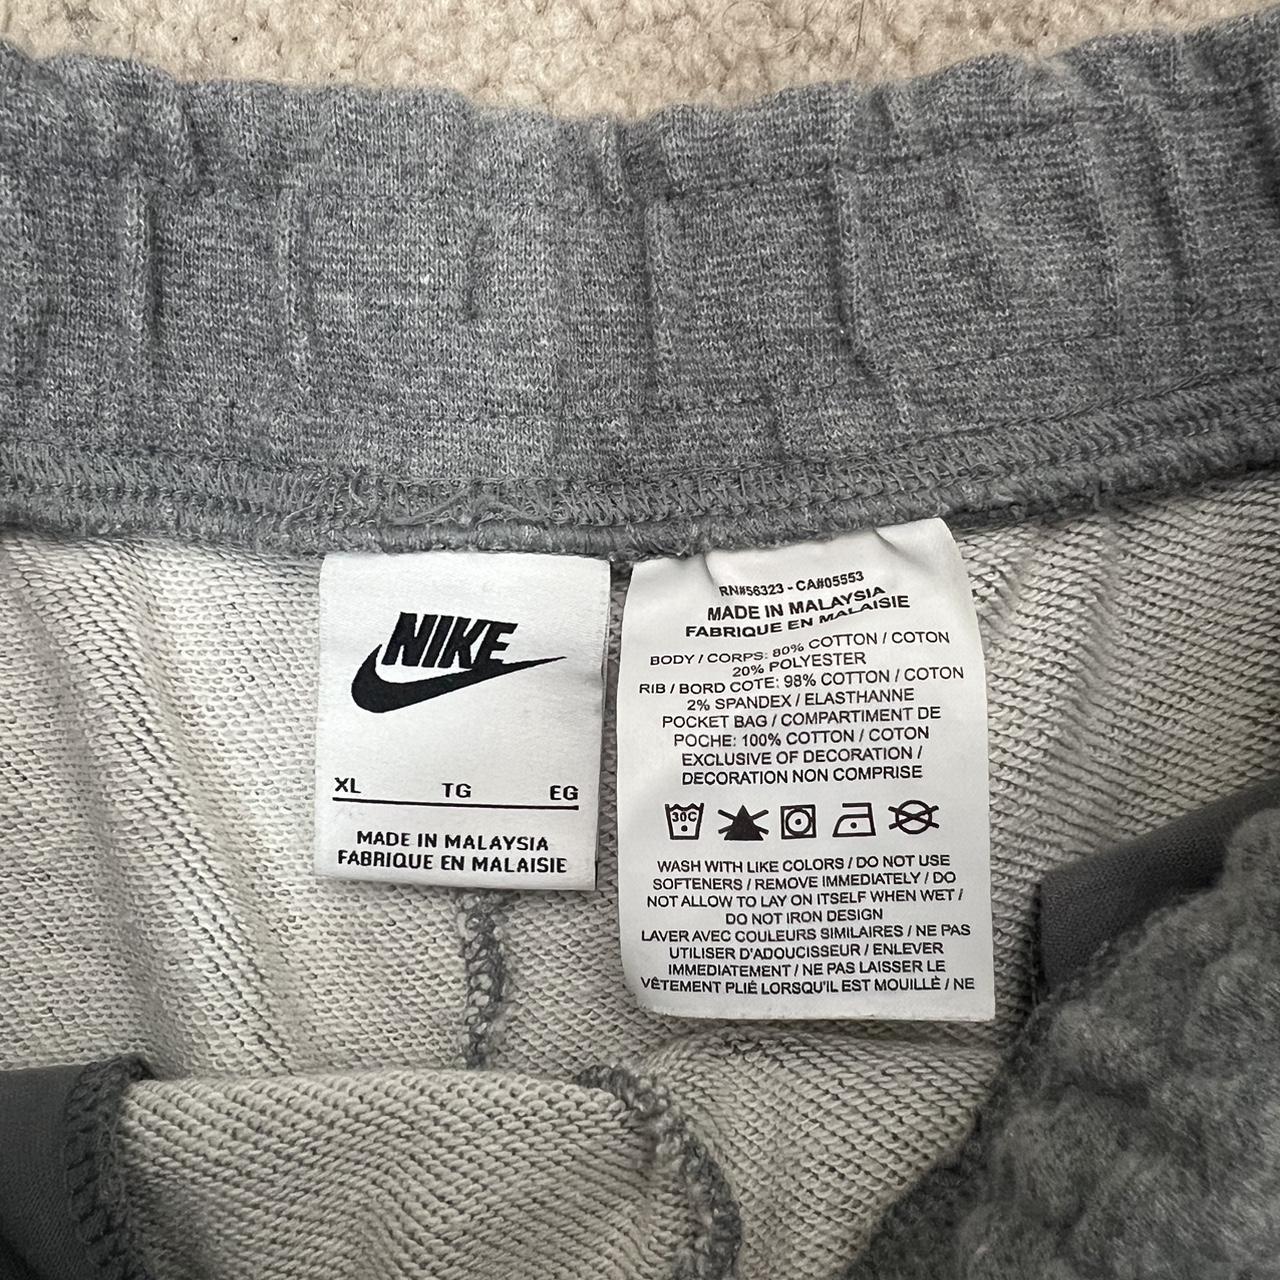 NIKE
XL TG EG
MADE IN MALAYSIA
FABRIQUE EN MALAISIE
RN#56323 - CA#05553
MADE IN MALAYSIA
FABRIQUE EN MALAISIE
BODY / CORPS: 80% COTTON / COTON
20% POLYESTER
RIB / BORD COTE: 98% COTTON / COTON
2% SPANDEX / ELASTHANNE
POCKET BAG / COMPARTIMENT DE
POCHE: 100% COTTON / COTON
EXCLUSIVE OF DECORATION /
DECORATION NON COMPRISE
30C
WASH WITH LIKE COLORS / DO NOT USE
SOFTENERS / REMOVE IMMEDIATELY / DO
NOT ALLOW TO LAY ON ITSELF WHEN WET /
DO NOT IRON DESIGN
LAVER AVEC COULEURS SIMILAIRES / NE PAS
UTILISER D'ADOUCISSEUR / ENLEVER
IMMEDIATEMENT / NE PAS LAISSER LE
VÊTEMENT PLIÉ LORSQU'IL EST MOUILLÉ / NE